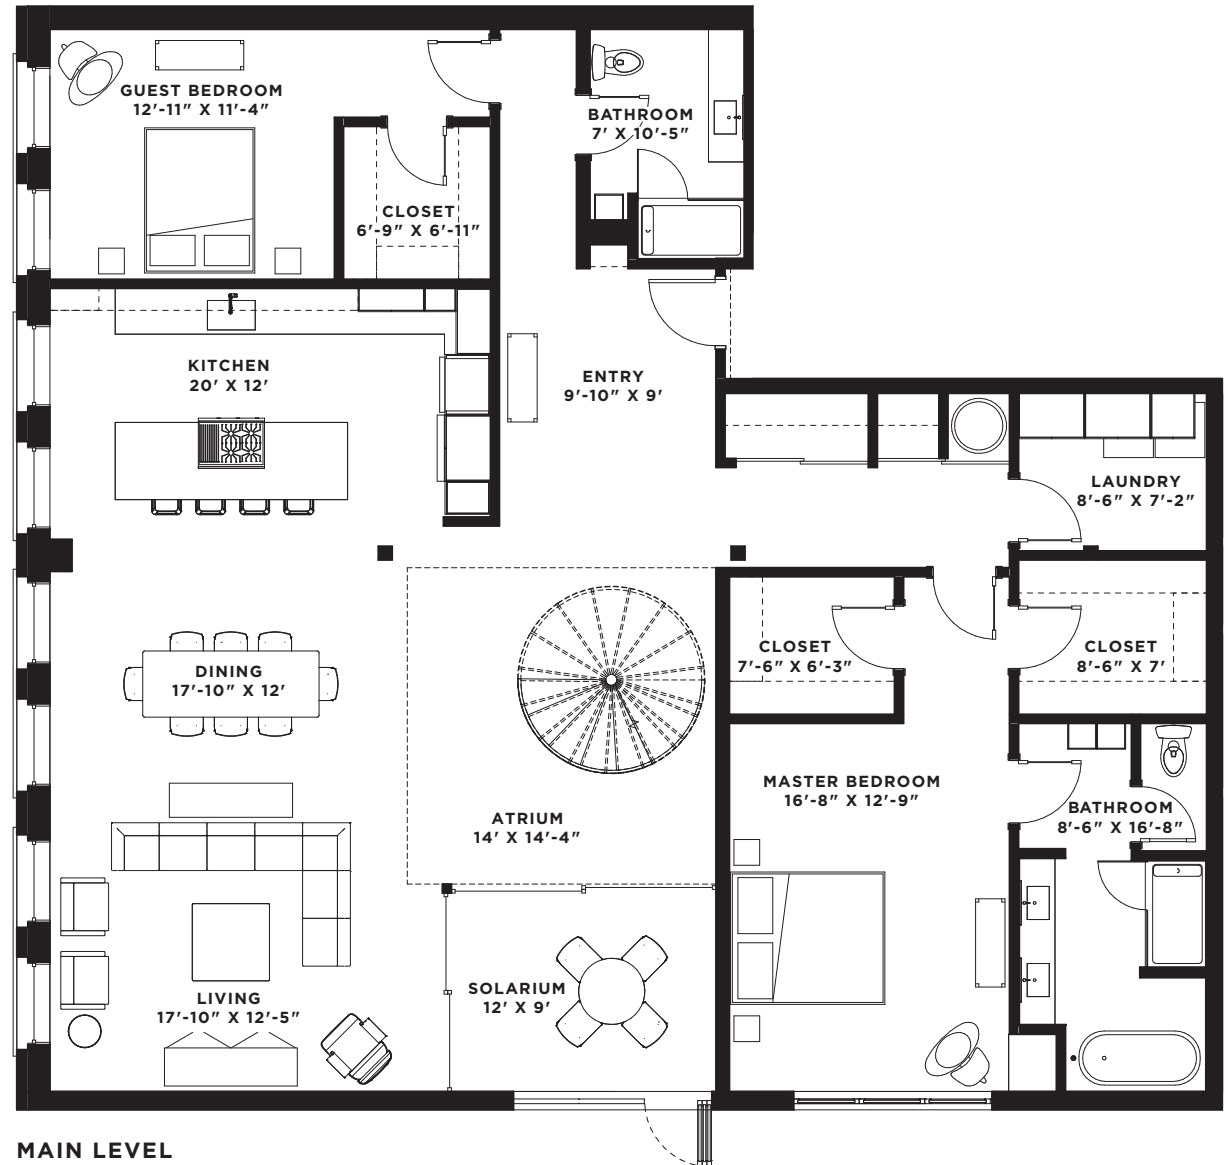 GUEST BEDROOM
12'-11" X 11'-4"
BATHROOM
7' X 10'-5"
CLOSET
6'-9" X 6'-11"
KITCHEN
20' X 12'
ENTRY
9'-10" X 9'
LAUNDRY
8'-6" X 7'-2"
DINING
17'-10" X 12'
CLOSET
7'-6" X 6'-3"
CLOSET
8'-6" X 7'
MASTER BEDROOM
16'-8" X 12'-9"
ATRIUM
14' X 14'-4"
BATHROOM
8'-6" X 16'-8"
LIVING
17'-10" X 12'-5"
SOLARIUM
12' X 9'
MAIN LEVEL